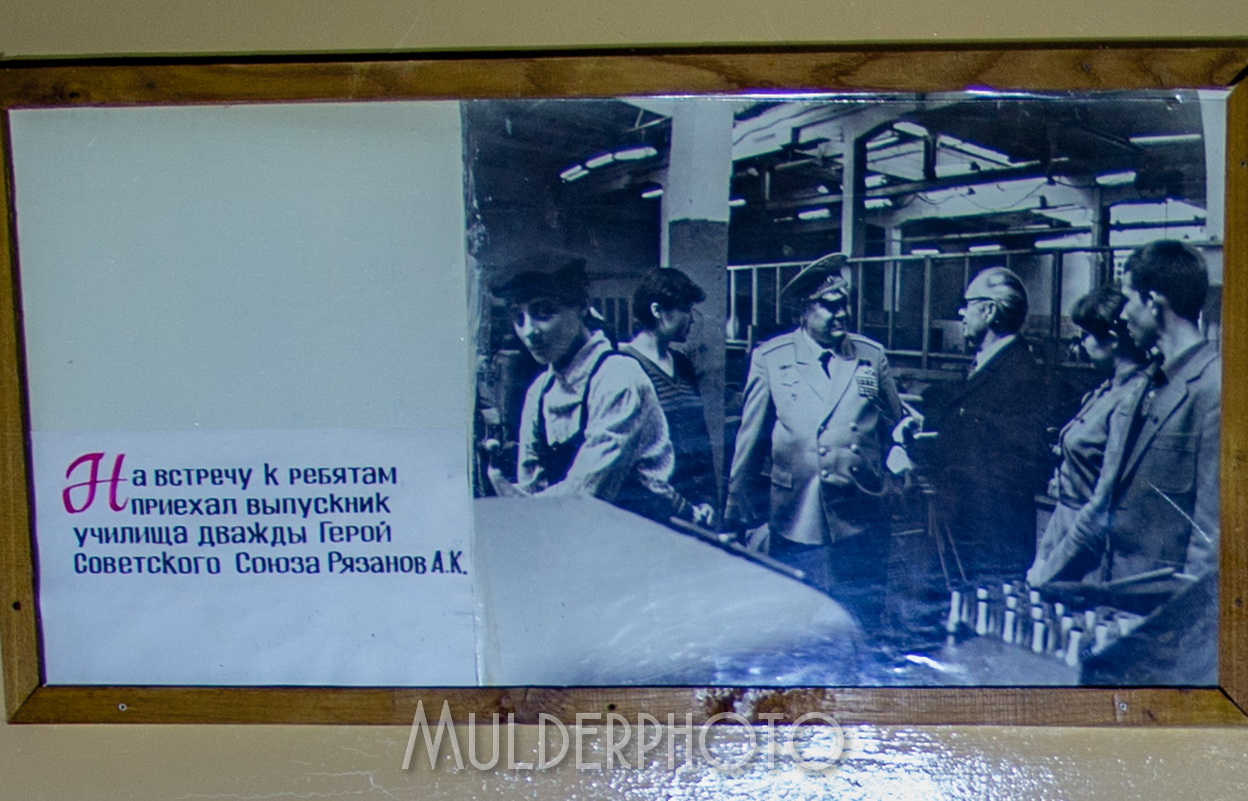 На встречу к ребятам
приехал выпускник
училища дважды Герой
Советского Союза Рязанов А.К.
MULDERPHOTO